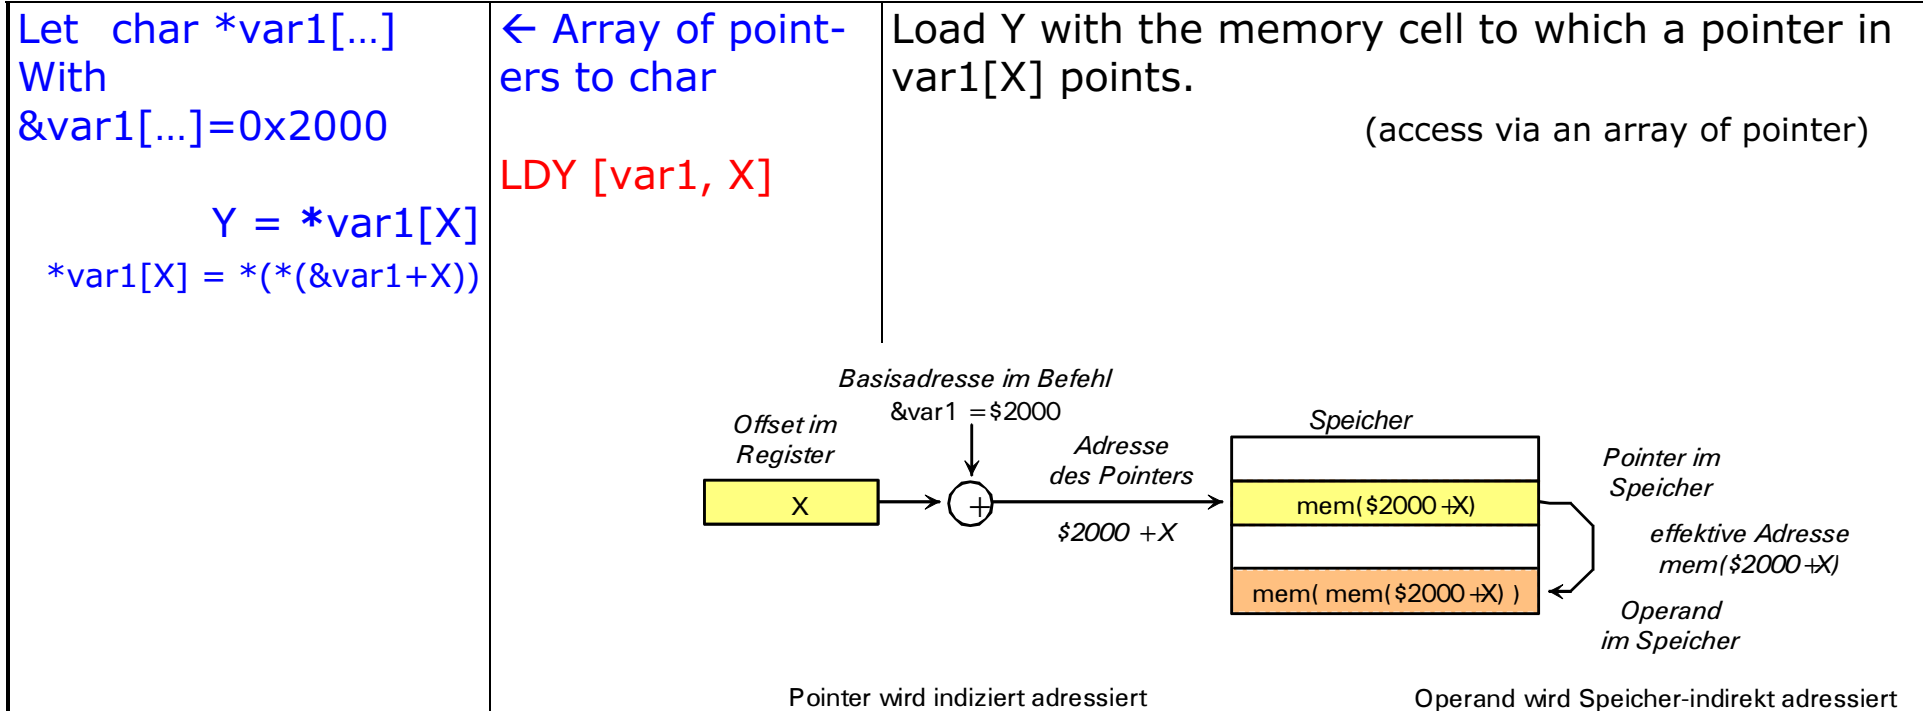 Let char *var1[…]
With
&var1[…]=0x2000
Y = *var1[X]
*var1[X] = *(*(&var1+X))
← Array of point-
ers to char
LDY [var1, X]
Load Y with the memory cell to which a pointer in
var1[X] points.
(access via an array of pointer)
Basisadresse im Befehl
&var1 =$2000
Offset im
Register
X
+
Adresse
des Pointers
$2000 +X
Speicher
mem($2000+X)
mem( mem($2000+X) )
Pointer im
Speicher
effektive Adresse
mem($2000+X)
Operand
im Speicher
Pointer wird indiziert adressiert
Operand wird Speicher-indirekt adressiert